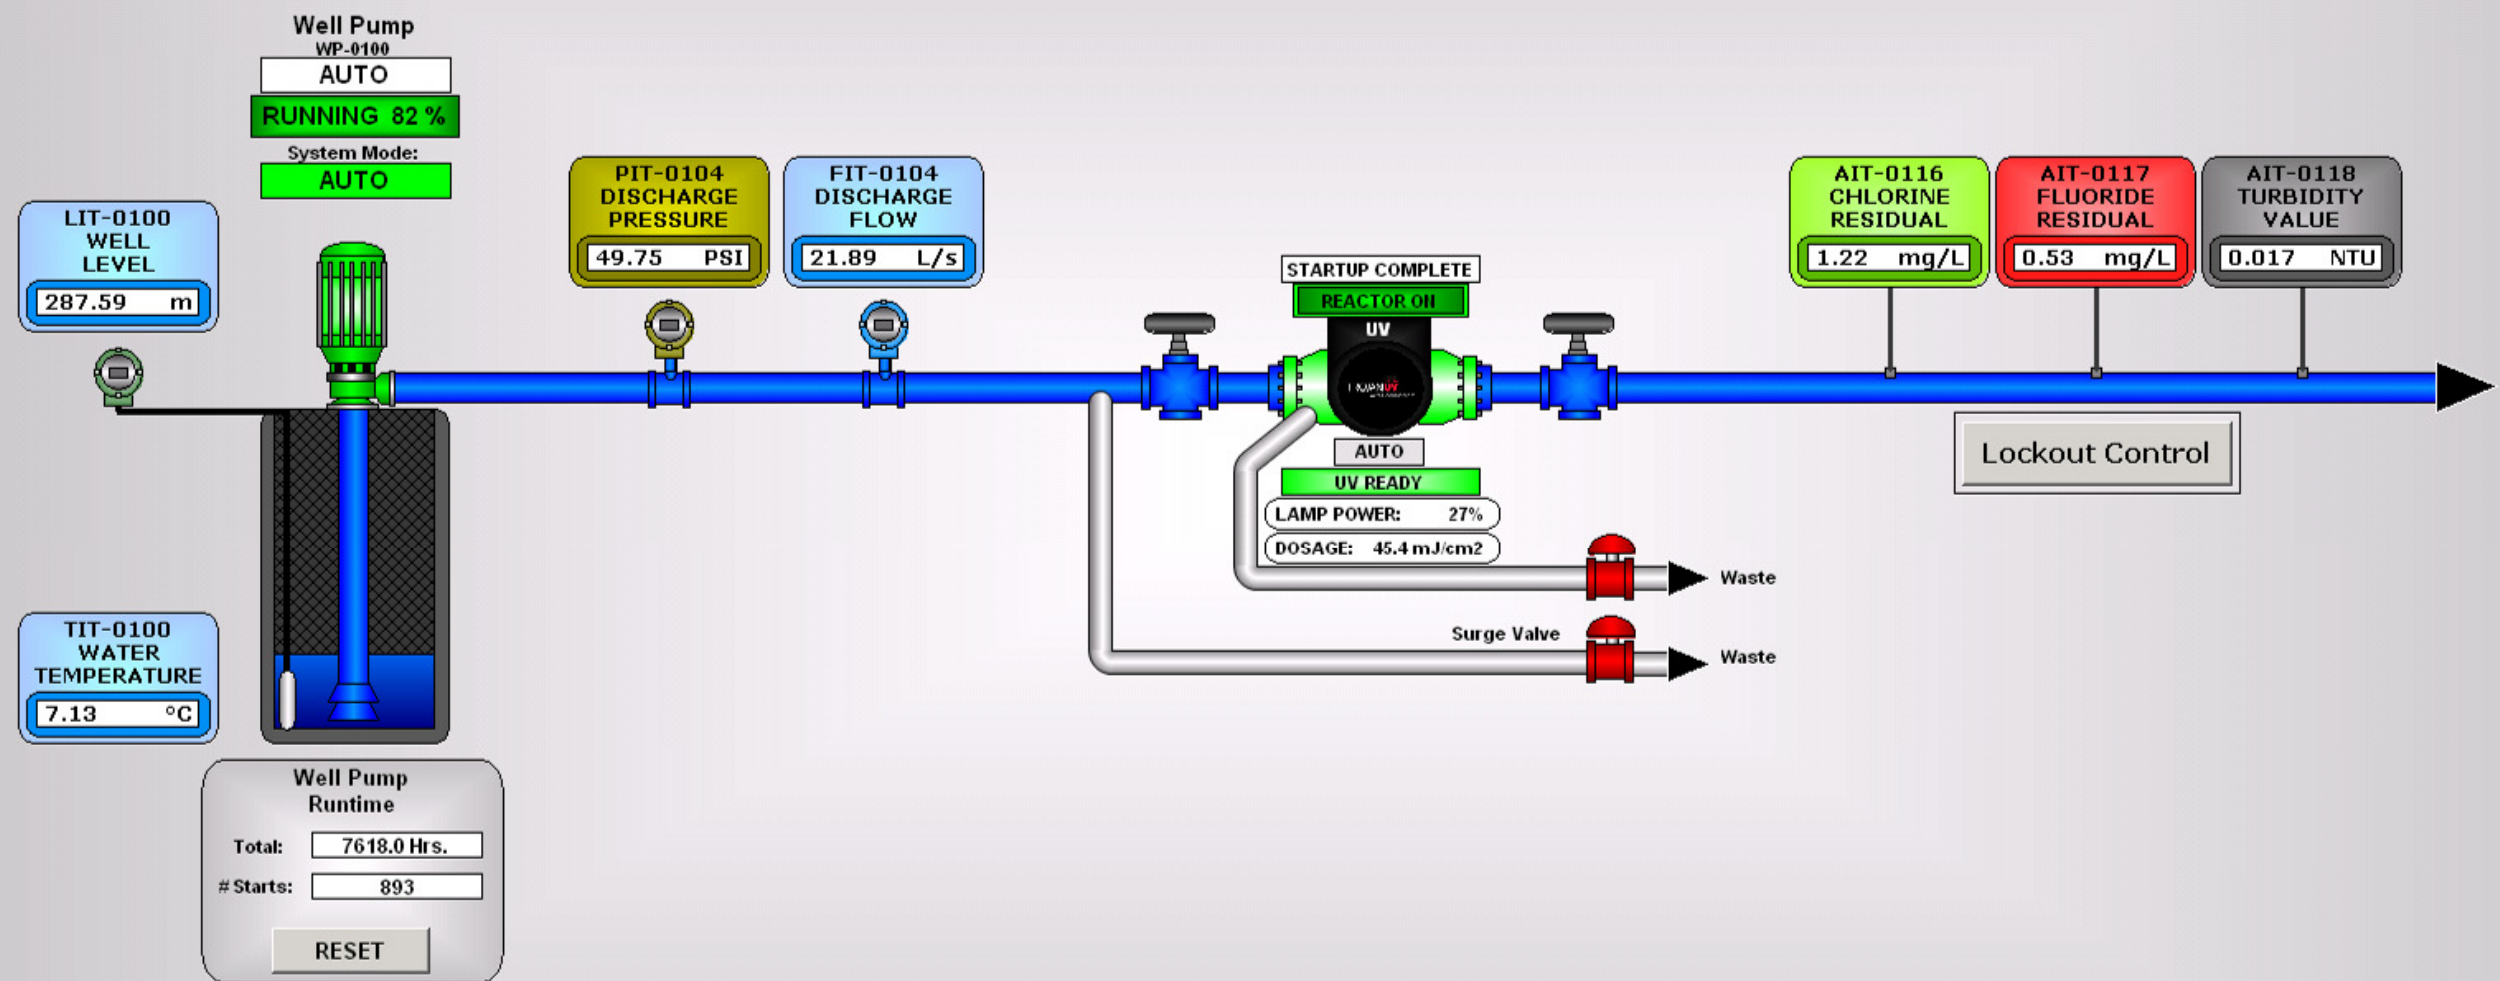 Well Pump
WP-0100
AUTO
RUNNING 82 %
System Mode:
AUTO
LIT-0100
WELL
LEVEL
287.59 m
PIT-0104
DISCHARGE
PRESSURE
49.75 PSI
FIT-0104
DISCHARGE
FLOW
21.89 L/s
STARTUP COMPLETE
REACTOR ON
UV
AUTO
UV READY
LAMP POWER: 27%
DOSAGE: 45.4 mJ/cm2
AIT-0116
CHLORINE
RESIDUAL
1.22 mg/L
AIT-0117
FLUORIDE
RESIDUAL
0.53 mg/L
AIT-0118
TURBIDITY
VALUE
0.017 NTU
Lockout Control
Waste
Surge Valve
Waste
TIT-0100
WATER
TEMPERATURE
7.13 °C
Well Pump
Runtime
Total: 7618.0 Hrs.
# Starts: 893
RESET